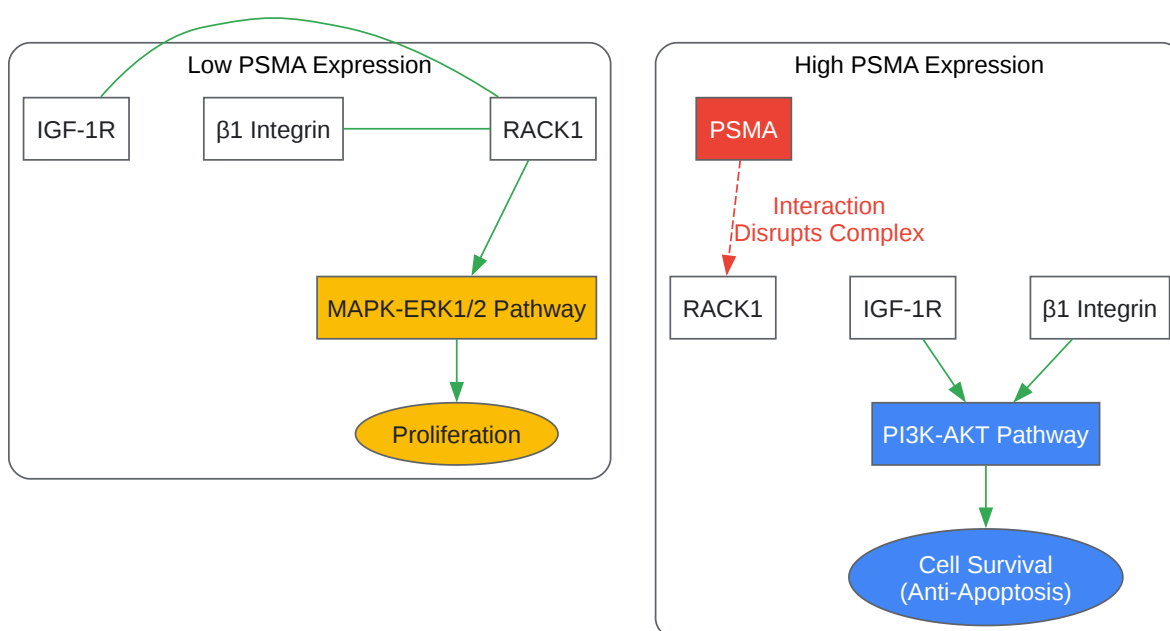 Low PSMA Expression
IGF-1R
β1 Integrin
RACK1
MAPK-ERK1/2 Pathway
Proliferation
High PSMA Expression
PSMA
Interaction
Disrupts Complex
RACK1
IGF-1R
β1 Integrin
PI3K-AKT Pathway
Cell Survival
(Anti-Apoptosis)